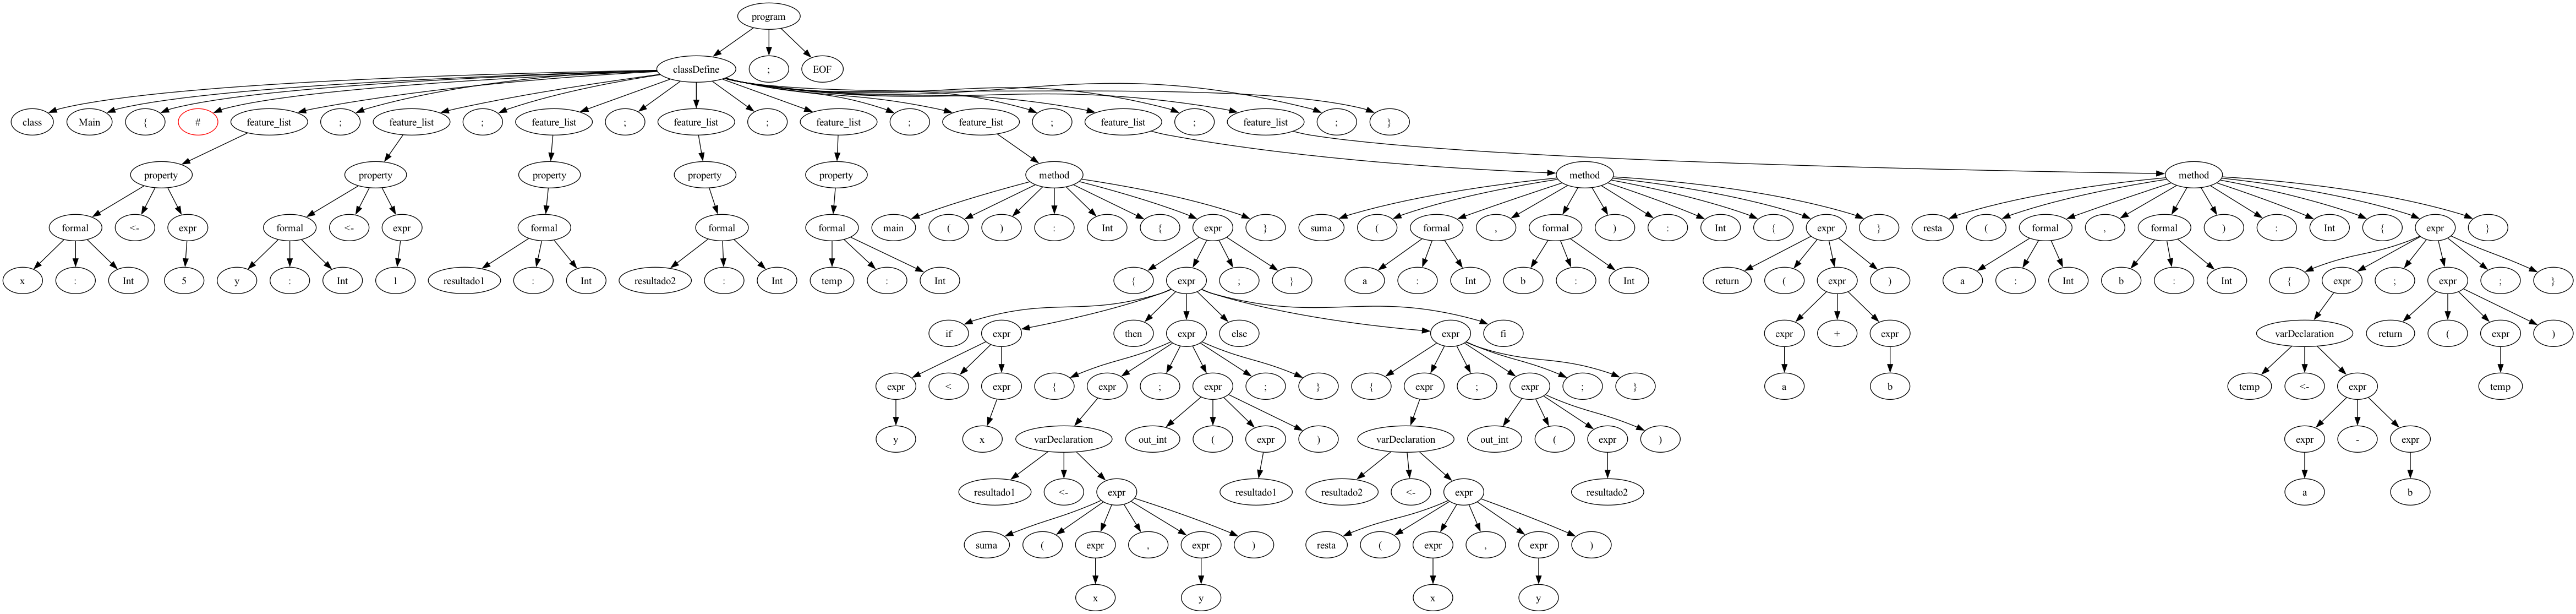 program
classDefine ; EOF
class Main { # feature_list ; feature_list ; feature_list ; feature_list ; feature_list ; feature_list ; feature_list ; feature_list ; }
property property property property property method method method
formal <- expr formal <- expr formal formal formal main ( ) : Int { expr } suma ( formal , formal ) : Int { expr } resta ( formal , formal ) : Int { expr }
x : Int 5 y : Int 1 resultado1 : Int resultado2 : Int temp : Int { expr ; } a : Int b : Int return ( expr ) a : Int b : Int { expr ; expr ; }
if expr then expr else expr fi expr + expr varDeclaration return ( expr )
expr < expr { expr ; expr ; } { expr ; expr ; } a b temp <- expr temp
y x varDeclaration out_int ( expr ) varDeclaration out_int ( expr ) expr - expr
resultado1 <- expr resultado1 resultado2 <- expr resultado2 a b
suma ( expr , expr ) resta ( expr , expr )
x y x y